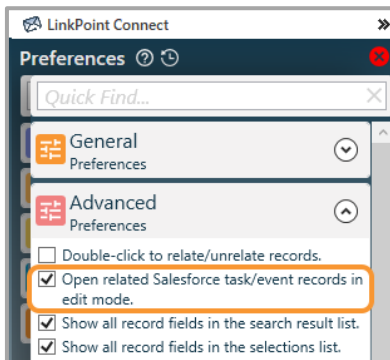 LinkPoint Connect
Preferences
Quick Find...
General
Preferences
Advanced
Preferences
Double-click to relate/unrelate records.
Open related Salesforce task/event records in
edit mode.
Show all record fields in the search result list.
Show all record fields in the selections list.